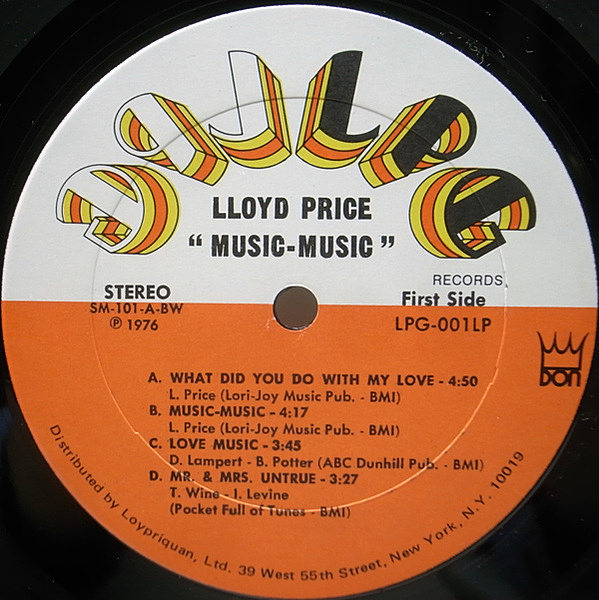 LPG
LLOYD PRICE
“ MUSIC-MUSIC ”
RECORDS
STEREO
SM-101-A-BW
Ⓟ 1976
First Side
LPG-001LP
DON
A. WHAT DID YOU DO WITH MY LOVE - 4:50
L. Price (Lori-Joy Music Pub. - BMI)
B. MUSIC-MUSIC - 4:17
L. Price (Lori-Joy Music Pub. - BMI)
C. LOVE MUSIC - 3:45
D. Lampert - B. Potter (ABC Dunhill Pub. - BMI)
D. MR. & MRS. UNTRUE - 3:27
T. Wine - I. Levine
(Pocket Full of Tunes - BMI)
Distributed by Loypriquan, Ltd. 39 West 55th Street, New York, N.Y. 10019